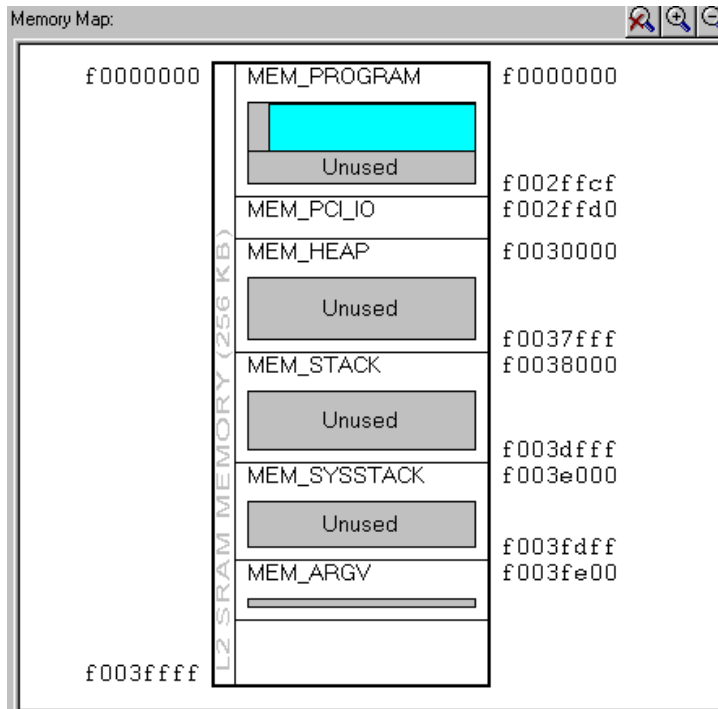 Memory Map:
f0000000 MEM_PROGRAM f0000000
Unused
f002ffcf
MEM_PCI_IO f002ffd0
MEM_HEAP f0030000
Unused
f0037fff
MEM_STACK f0038000
Unused
f003dfff
MEM_SYSSTACK f003e000
Unused
f003fdff
MEM_ARGV f003fe00
f003ffff
L2 SRAM MEMORY (256 KB)